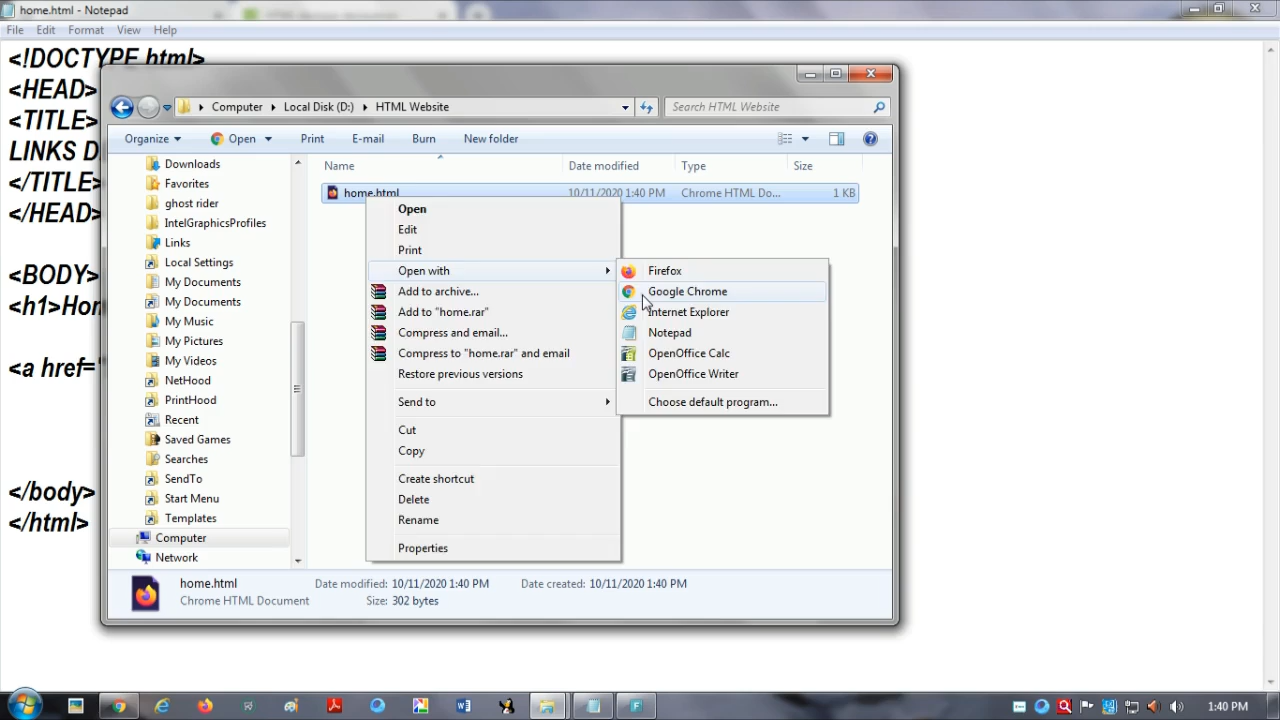 home.html - Notepad
File Edit Format View Help
<!DOCTYPE html>
<HEAD>
<TITLE>
LINKS D
</TITLE>
</HEAD>
<BODY>
<h1>Hom
<a href="
</body>
</html>
Computer Local Disk (D:) HTML Website
Search HTML Website
Organize Open Print E-mail Burn New folder
Name Date modified Type Size
home.html 10/11/2020 1:40 PM Chrome HTML Do... 1 KB
Downloads
Favorites
ghost rider
IntelGraphicsProfiles
Links
Local Settings
My Documents
My Documents
My Music
My Pictures
My Videos
NetHood
PrintHood
Recent
Saved Games
Searches
SendTo
Start Menu
Templates
Computer
Network
Open
Edit
Print
Open with
Add to archive...
Add to "home.rar"
Compress and email...
Compress to "home.rar" and email
Restore previous versions
Send to
Cut
Copy
Create shortcut
Delete
Rename
Properties
Firefox
Google Chrome
Internet Explorer
Notepad
OpenOffice Calc
OpenOffice Writer
Choose default program...
home.html Date modified: 10/11/2020 1:40 PM Date created: 10/11/2020 1:40 PM
Chrome HTML Document Size: 302 bytes
1:40 PM